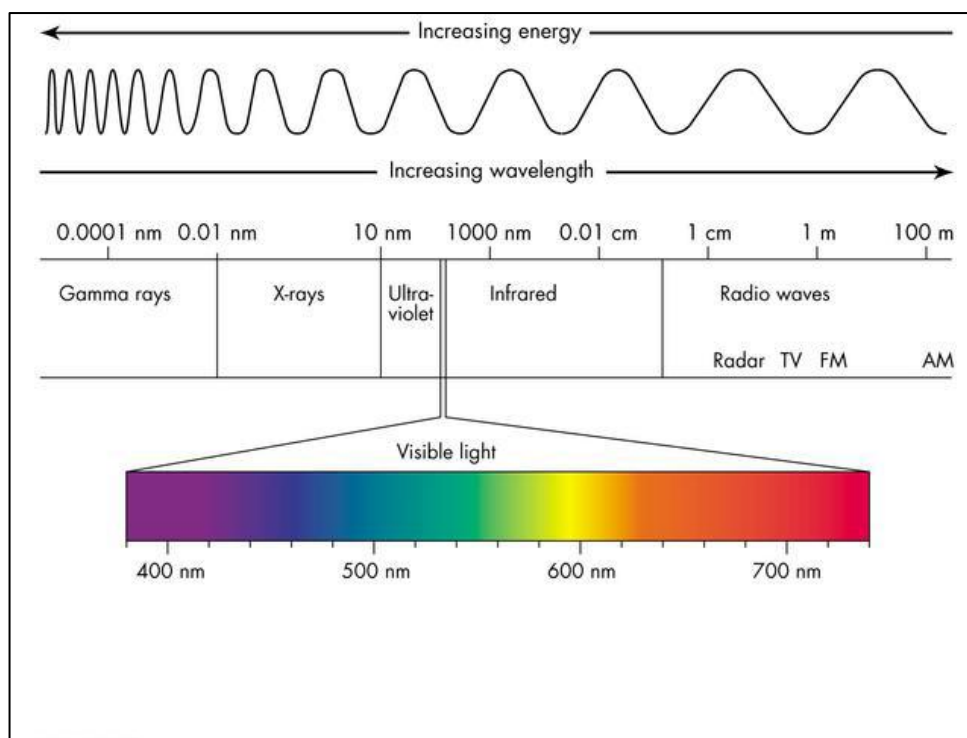 Increasing energy
Increasing wavelength
0.0001 nm 0.01 nm 10 nm 1000 nm 0.01 cm 1 cm 1 m 100 m
Gamma rays X-rays Ultra-
violet Infrared Radio waves
Radar TV FM AM
Visible light
400 nm 500 nm 600 nm 700 nm